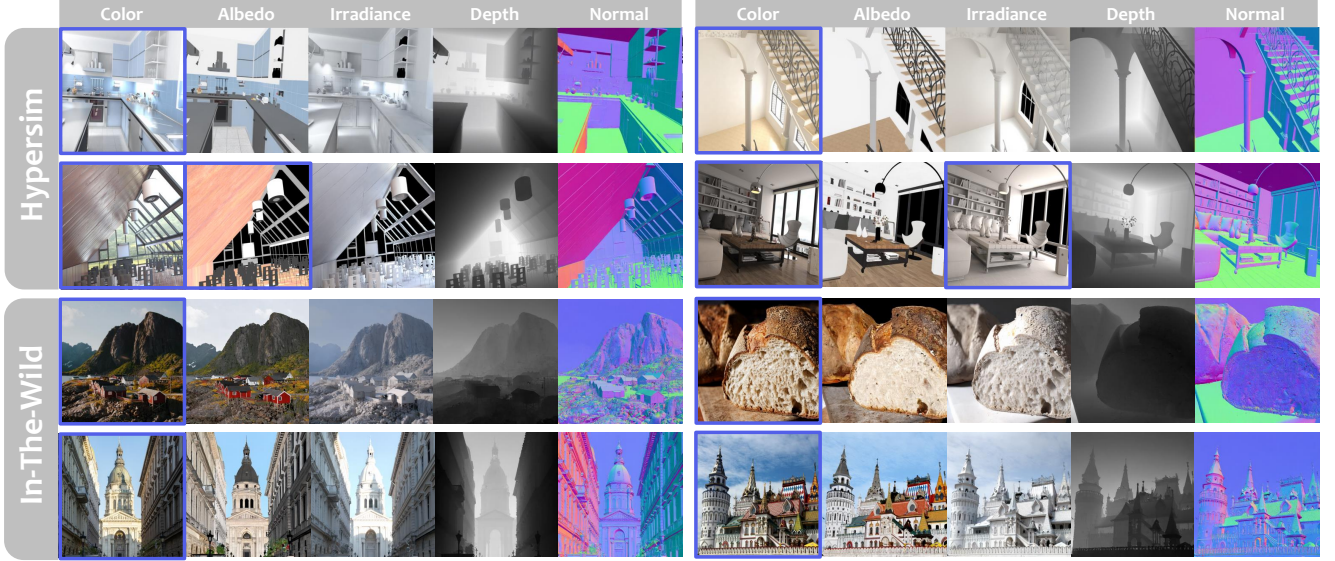 Color Albedo Irradiance Depth Normal Color Albedo Irradiance Depth Normal
Hypersim
In-The-Wild